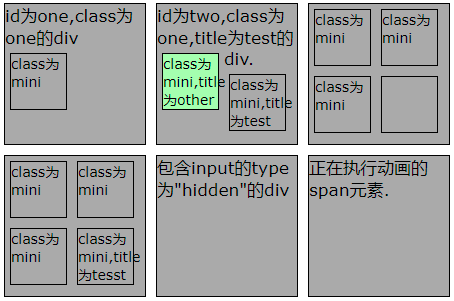 id为one,class为
one的div
class为
mini
id为two,class为
one,title为test的
div.
class为
mini,title
为other
class为
mini,title
为test
class为
mini
class为
mini
class为
mini
class为
mini
class为
mini
class为
mini
class为
mini,title
为tesst
包含input的type
为"hidden"的div
正在执行动画的
span元素.